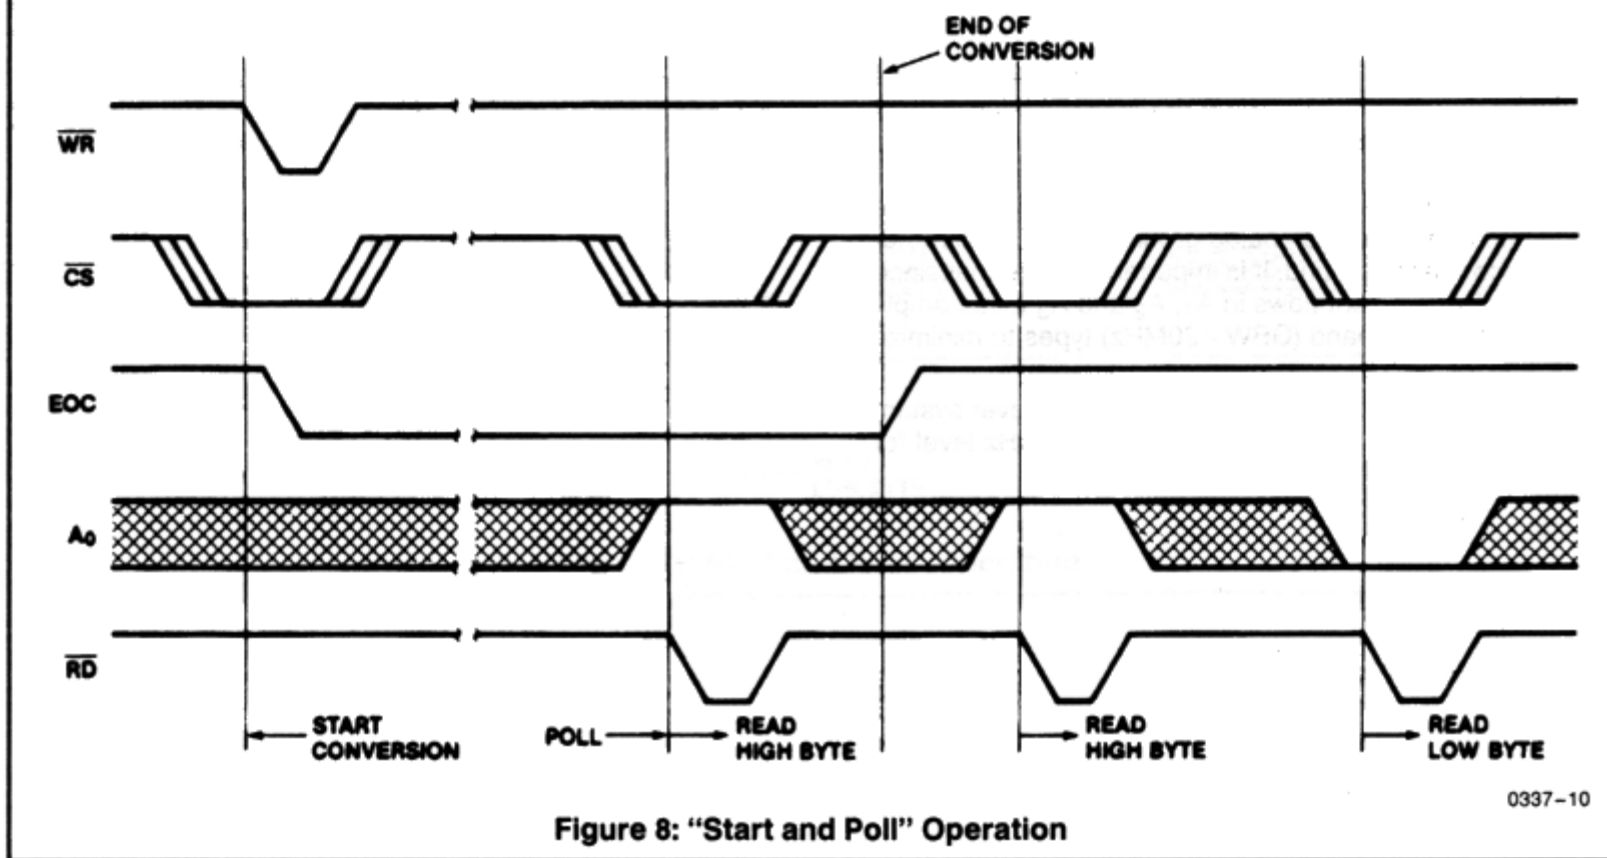 END OF
CONVERSION
WR
CS
EOC
A0
RD
START
CONVERSION
POLL
READ
HIGH BYTE
READ
HIGH BYTE
READ
LOW BYTE
0337-10
Figure 8: "Start and Poll" Operation